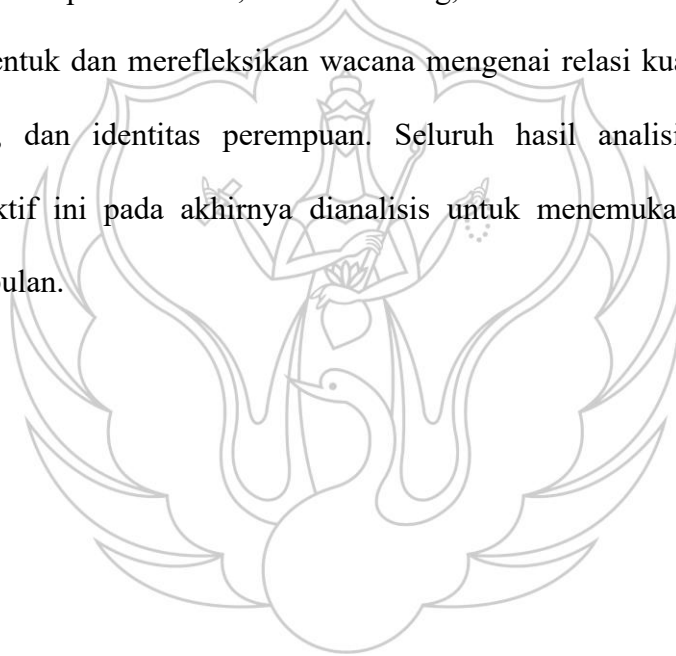 entuk dan merefleksikan wacana mengenai relasi kua
dan identitas perempuan. Seluruh hasil analisi
ktif ini pada akhirnya dianalisis untuk menemuka
ulan.